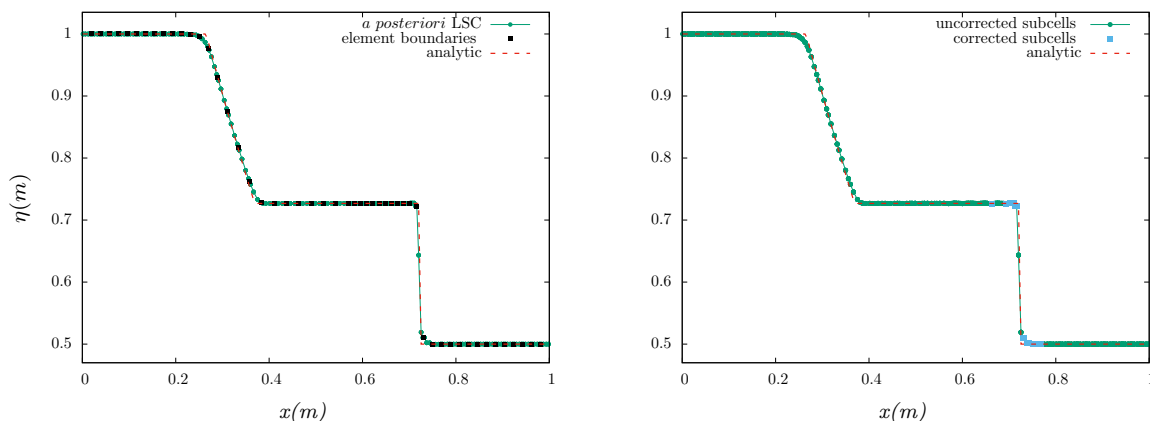 a posteriori LSC
element boundaries
analytic
1
0.9
0.8
0.7
0.6
0.5
η(m)
0
0.2
0.4
0.6
0.8
1
x(m)
uncorrected subcells
corrected subcells
analytic
1
0.9
0.8
0.7
0.6
0.5
0
0.2
0.4
0.6
0.8
1
x(m)